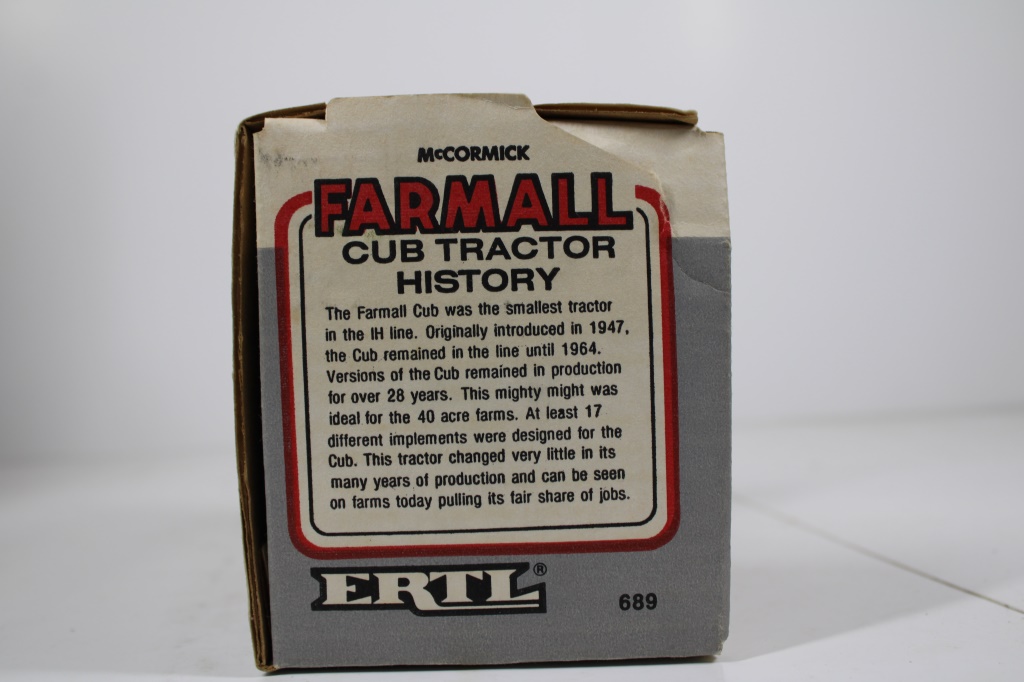 McCORMICK
FARMALL
CUB TRACTOR
HISTORY
The Farmall Cub was the smallest tractor
in the IH line. Originally introduced in 1947,
the Cub remained in the line until 1964.
Versions of the Cub remained in production
for over 28 years. This mighty might was
ideal for the 40 acre farms. At least 17
different implements were designed for the
Cub. This tractor changed very little in its
many years of production and can be seen
on farms today pulling its fair share of jobs.
ERTL®
689